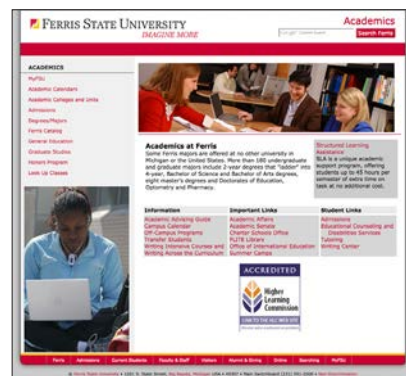 FERRIS STATE UNIVERSITY
IMAGINE MORE
Academics
Search Ferris
ACADEMICS
MyFSU
Academic Calendars
Academic Colleges and Units
Admissions
Degrees/Majors
Ferris Catalog
General Education
Graduate Studies
Honors Program
Look Up Classes
Academics at Ferris
Some Ferris majors are offered at no other university in
Michigan or the United States. More than 180 undergraduate
and graduate majors include 2-year degrees that "ladder" into
4-year, Bachelor of Science and Bachelor of Arts degrees,
eight master's degrees and Doctorates of Education,
Optometry and Pharmacy.
Structured Learning
Assistance
SLA is a unique academic
support program, offering
students up to 45 hours per
semester of extra time on
task at no additional cost.
Information
Academic Advising Guide
Campus Calendar
Off-Campus Programs
Transfer Students
Writing Intensive Courses and
Writing Across the Curriculum
Important Links
Academic Affairs
Academic Senate
Charter Schools Office
FLITE Library
Office of International Education
Summer Camps
Student Links
Admissions
Educational Counseling and
Disabilities Services
Tutoring
Writing Center
ACCREDITED
Higher
Learning
Commission
LINK TO THE HLC WEB SITE
Ferris
Admissions
Current Students
Faculty & Staff
Visitors
Alumni & Giving
Online
Searching
MyFSU